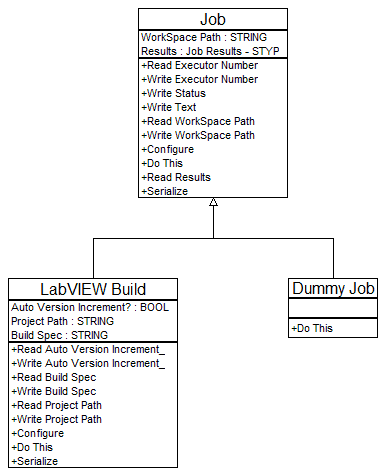 Job
WorkSpace Path : STRING
Results : Job Results - STYP
+Read Executor Number
+Write Executor Number
+Write Status
+Write Text
+Read WorkSpace Path
+Write WorkSpace Path
+Configure
+Do This
+Read Results
+Serialize
LabVIEW Build
Auto Version Increment? : BOOL
Project Path : STRING
Build Spec : STRING
+Read Auto Version Increment_
+Write Auto Version Increment_
+Read Build Spec
+Write Build Spec
+Read Project Path
+Write Project Path
+Configure
+Do This
+Serialize
Dummy Job
+Do This